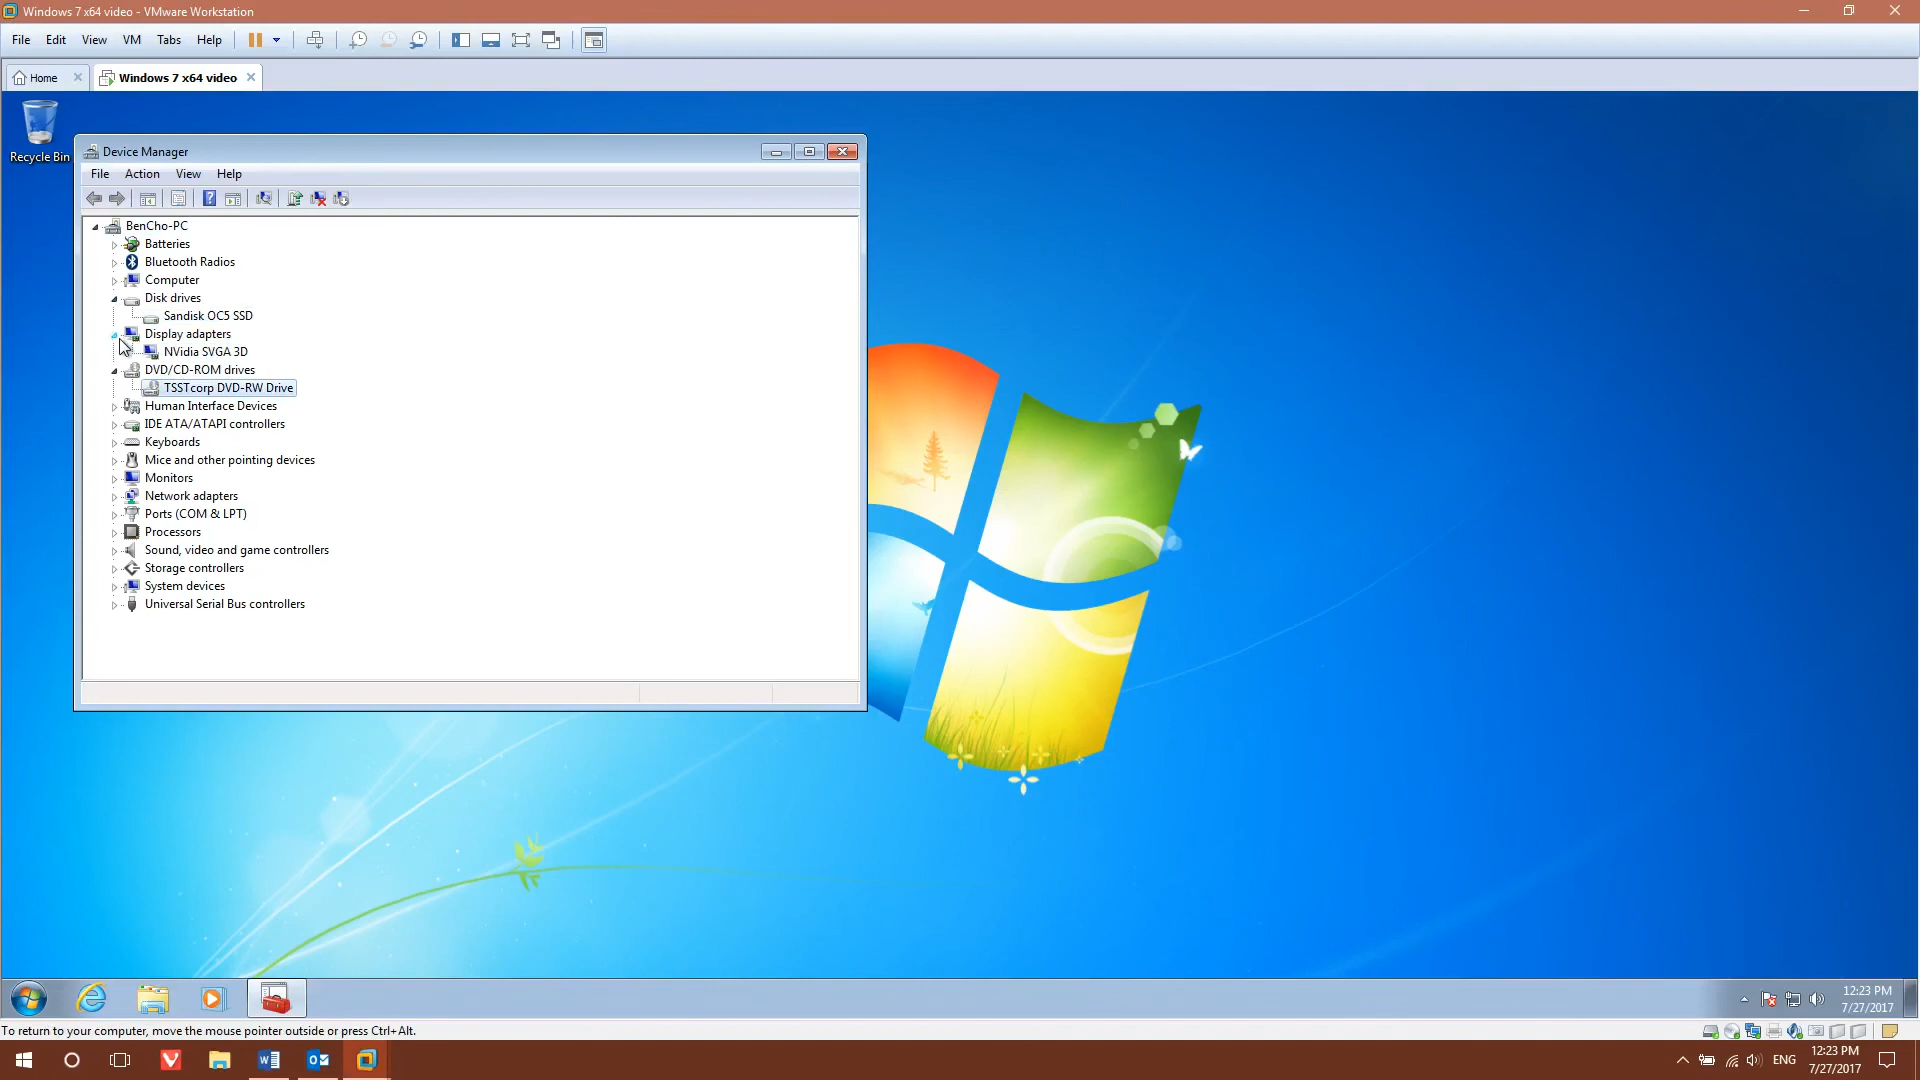 Windows 7 x64 video - VMware Workstation
File Edit View VM Tabs Help
Home Windows 7 x64 video
Recycle Bin
Device Manager
File Action View Help
BenCho-PC
Batteries
Bluetooth Radios
Computer
Disk drives
Sandisk OC5 SSD
Display adapters
NVidia SVGA 3D
DVD/CD-ROM drives
TSSTcorp DVD-RW Drive
Human Interface Devices
IDE ATA/ATAPI controllers
Keyboards
Mice and other pointing devices
Monitors
Network adapters
Ports (COM & LPT)
Processors
Sound, video and game controllers
Storage controllers
System devices
Universal Serial Bus controllers
12:23 PM
7/27/2017
To return to your computer, move the mouse pointer outside or press Ctrl+Alt.
ENG
12:23 PM
7/27/2017